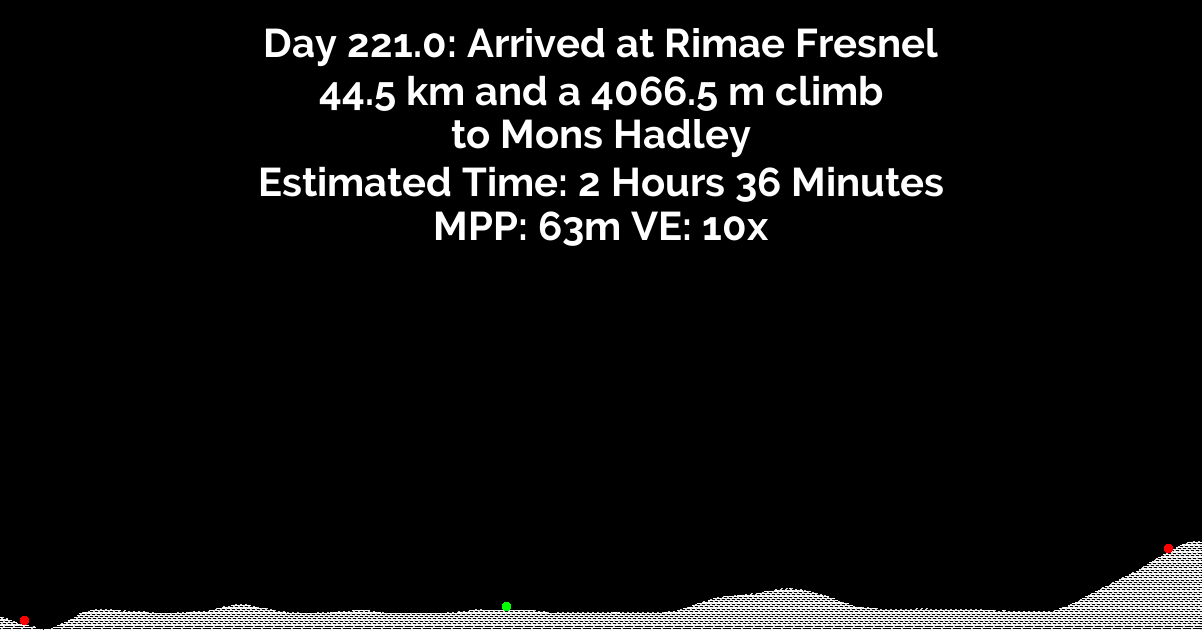 Day 221.0: Arrived at Rimae Fresnel
44.5 km and a 4066.5 m climb
to Mons Hadley
Estimated Time: 2 Hours 36 Minutes
MPP: 63m VE: 10x